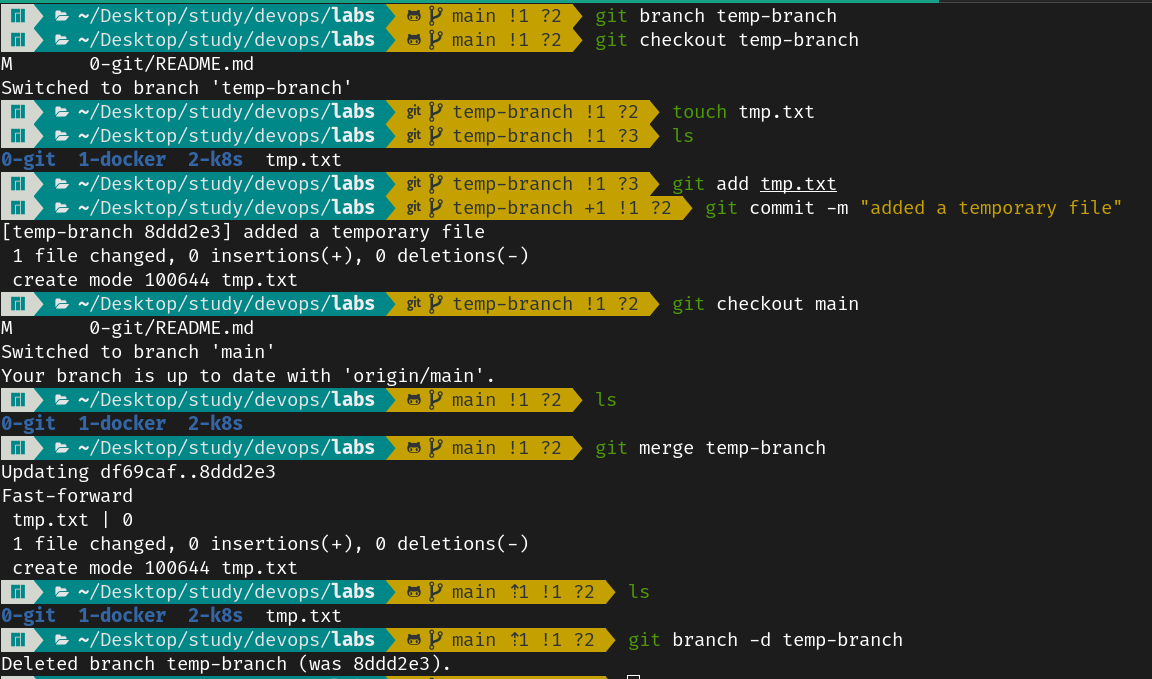 ~/Desktop/study/devops/labs main !1 ?2 git branch temp-branch
~/Desktop/study/devops/labs main !1 ?2 git checkout temp-branch
M       0-git/README.md
Switched to branch 'temp-branch'
~/Desktop/study/devops/labs git temp-branch !1 ?2 touch tmp.txt
~/Desktop/study/devops/labs git temp-branch !1 ?3 ls
0-git  1-docker  2-k8s  tmp.txt
~/Desktop/study/devops/labs git temp-branch !1 ?3 git add tmp.txt
~/Desktop/study/devops/labs git temp-branch +1 !1 ?2 git commit -m "added a temporary file"
[temp-branch 8ddd2e3] added a temporary file
 1 file changed, 0 insertions(+), 0 deletions(-)
 create mode 100644 tmp.txt
~/Desktop/study/devops/labs git temp-branch !1 ?2 git checkout main
M       0-git/README.md
Switched to branch 'main'
Your branch is up to date with 'origin/main'.
~/Desktop/study/devops/labs main !1 ?2 ls
0-git  1-docker  2-k8s
~/Desktop/study/devops/labs main !1 ?2 git merge temp-branch
Updating df69caf..8ddd2e3
Fast-forward
 tmp.txt | 0
 1 file changed, 0 insertions(+), 0 deletions(-)
 create mode 100644 tmp.txt
~/Desktop/study/devops/labs main ⇡1 !1 ?2 ls
0-git  1-docker  2-k8s  tmp.txt
~/Desktop/study/devops/labs main ⇡1 !1 ?2 git branch -d temp-branch
Deleted branch temp-branch (was 8ddd2e3).